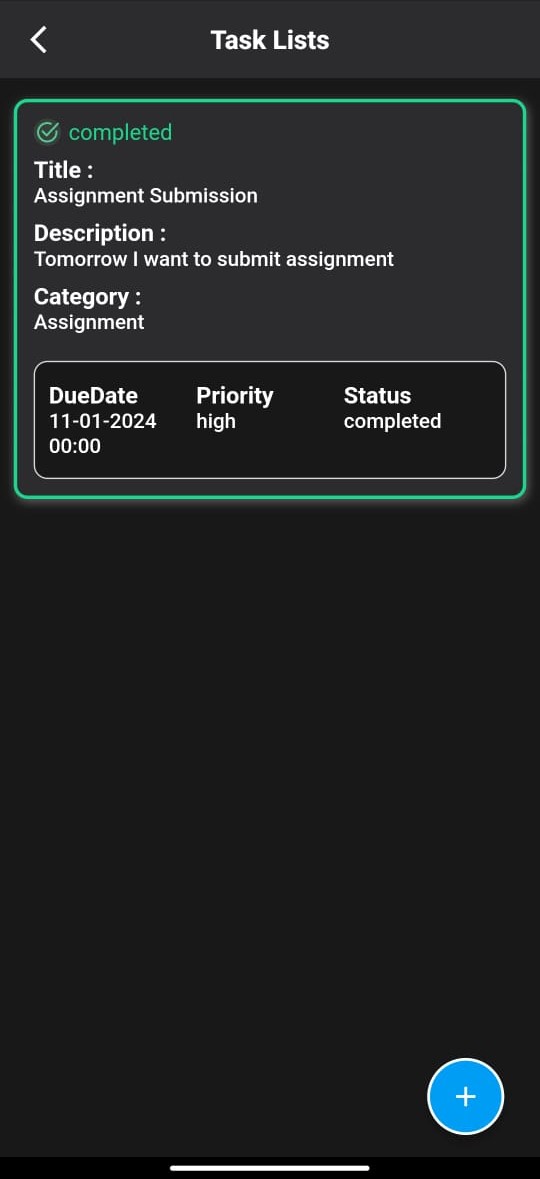 Task Lists
completed
Title :
Assignment Submission
Description :
Tomorrow I want to submit assignment
Category :
Assignment
DueDate Priority Status
11-01-2024 high completed
00:00